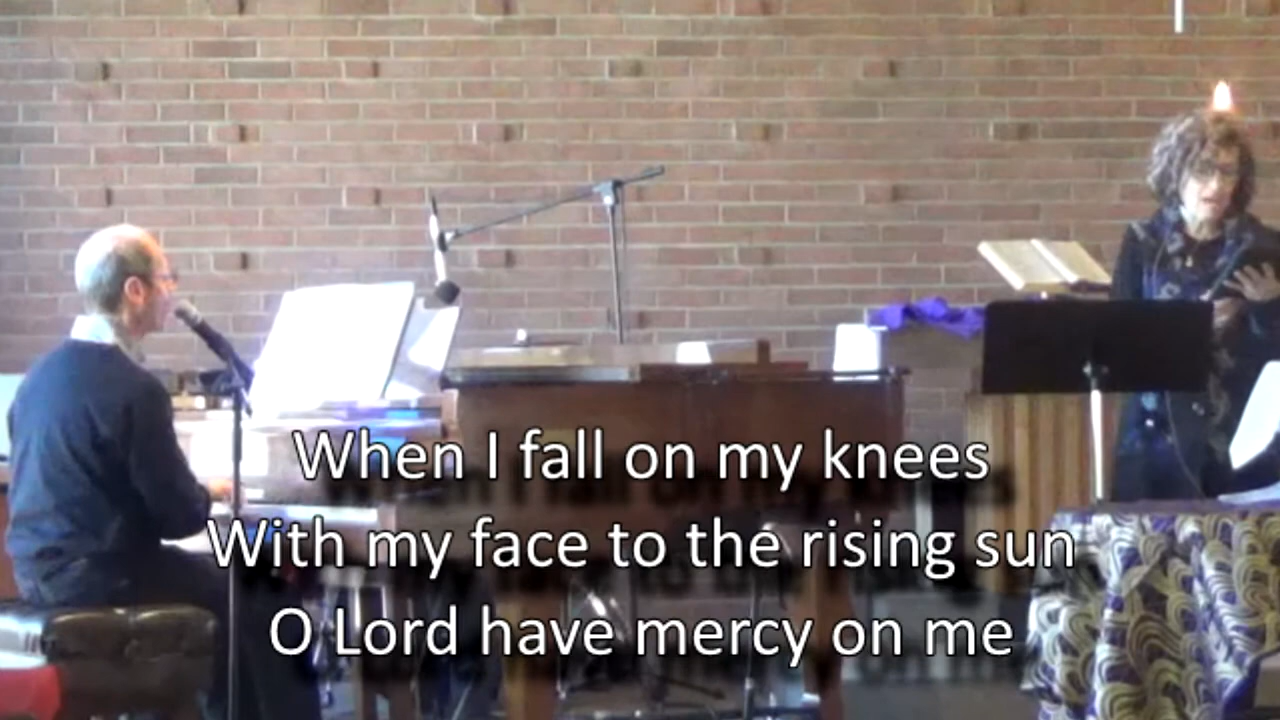 When I fall on my knees
With my face to the rising sun
O Lord have mercy on me